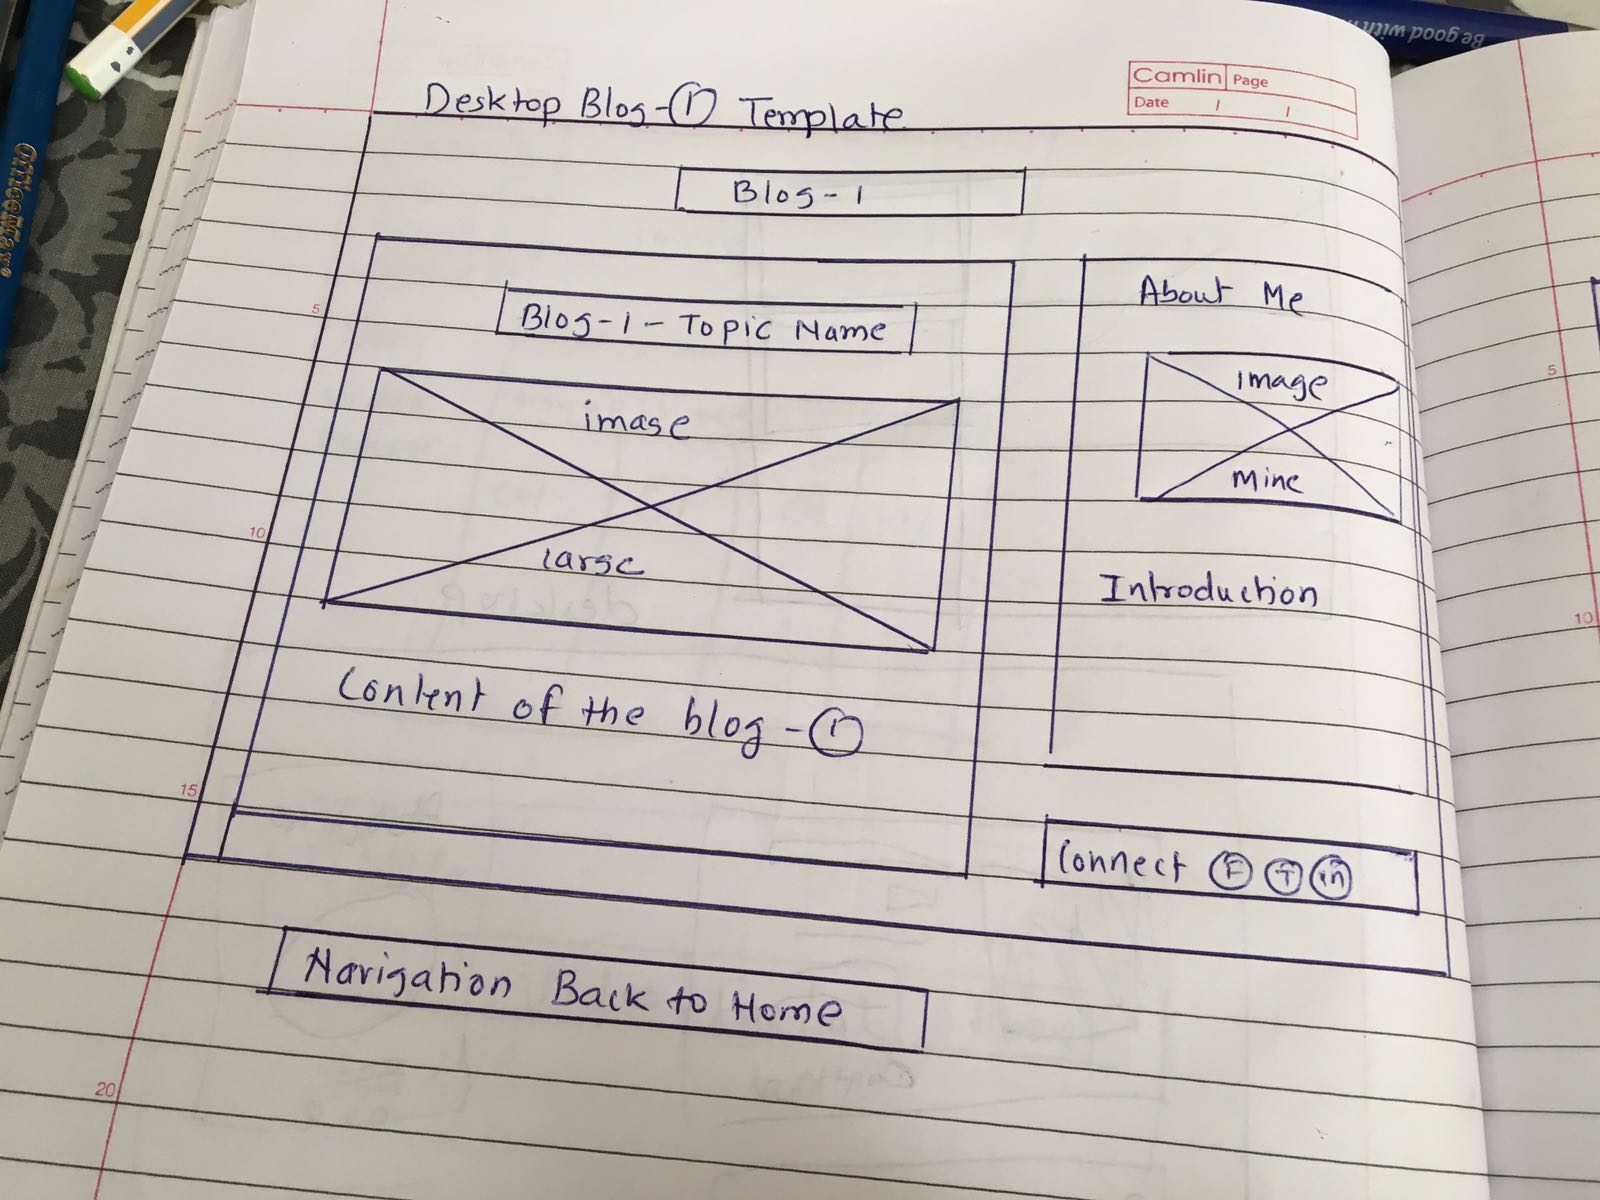 Be good with
OfficeMax®
Camlin Page
Date / /
Desktop Blog-① Template
Blog-1
Blog-1-Topic Name
image
large
Content of the blog-①
About Me
image
Mine
Introduction
Connect F T in
Navigation Back to Home
5
10
15
20
5
10